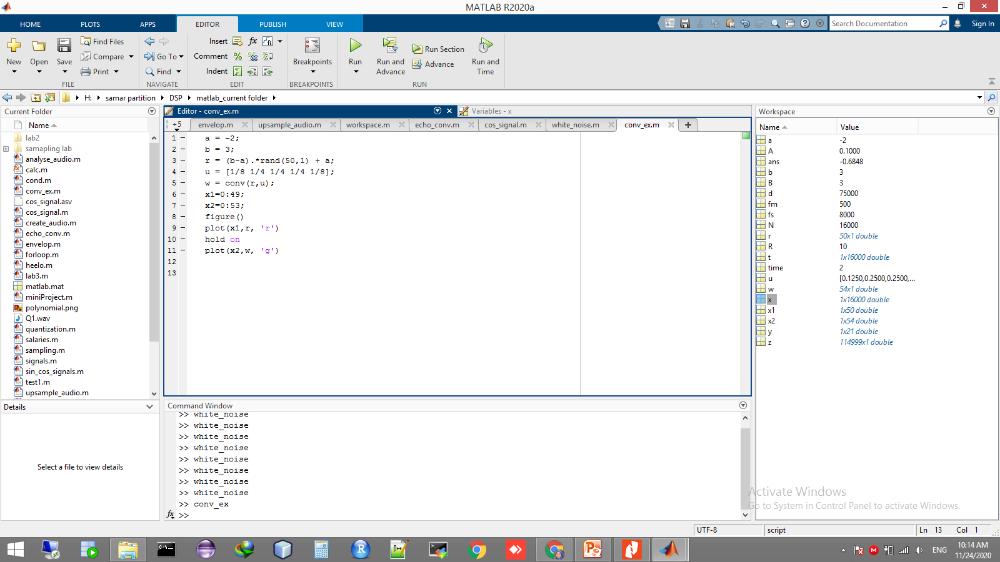 MATLAB R2020a
HOME PLOTS APPS EDITOR PUBLISH VIEW Search Documentation Sign In
New Open Save Find Files Compare Print
FILE
Go To Find
NAVIGATE
Insert fx
Comment
Indent
EDIT
Breakpoints
BREAKPOINTS
Run Run and Advance Run Section Advance Run and Time
RUN
H: samar partition DSP matlab_current folder
Current Folder
Name
lab2
samapling lab
analyse_audio.m
calc.m
cond.m
conv_ex.m
cos_signal.asv
cos_signal.m
create_audio.m
echo_conv.m
envelop.m
forloop.m
heelo.m
lab3.m
matlab.mat
miniProject.m
polynomial.png
Q1.wav
quantization.m
salaries.m
sampling.m
signals.m
sin_cos_signals.m
test1.m
upsample_audio.m
Details
Select a file to view details
Editor - conv_ex.m Variables - x
+5 envelop.m upsample_audio.m workspace.m echo_conv.m cos_signal.m white_noise.m conv_ex.m
1 – a = -2;
2 – b = 3;
3 – r = (b-a).*rand(50,1) + a;
4 – u = [1/8 1/4 1/4 1/4 1/8];
5 – w = conv(r,u);
6 – x1=0:49;
7 – x2=0:53;
8 – figure()
9 – plot(x1,r, 'r')
10 – hold on
11 – plot(x2,w, 'g')
12
13
Command Window
>> white_noise
>> white_noise
>> white_noise
>> white_noise
>> white_noise
>> white_noise
>> white_noise
>> white_noise
>> conv_ex
fx >>
Workspace
Name Value
a -2
A 0.1000
ans -0.6848
b 3
B 3
d 75000
fm 500
fs 8000
N 16000
r 50x1 double
R 10
t 1x16000 double
time 2
u [0.1250,0.2500,0.2500,...
w 54x1 double
x 1x16000 double
x1 1x50 double
x2 1x54 double
y 1x21 double
z 114999x1 double
Activate Windows
Go to System in Control Panel to activate Windows.
UTF-8 script Ln 13 Col 1
ENG 10:14 AM
11/24/2020